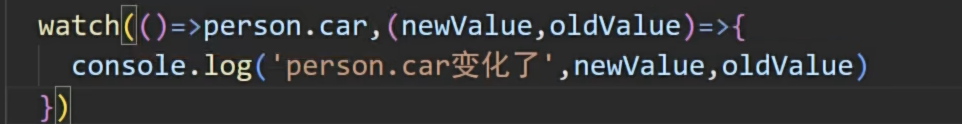 watch(()=>person.car,(newValue,oldValue)=>{
  console.log('person.car变化了',newValue,oldValue)
})